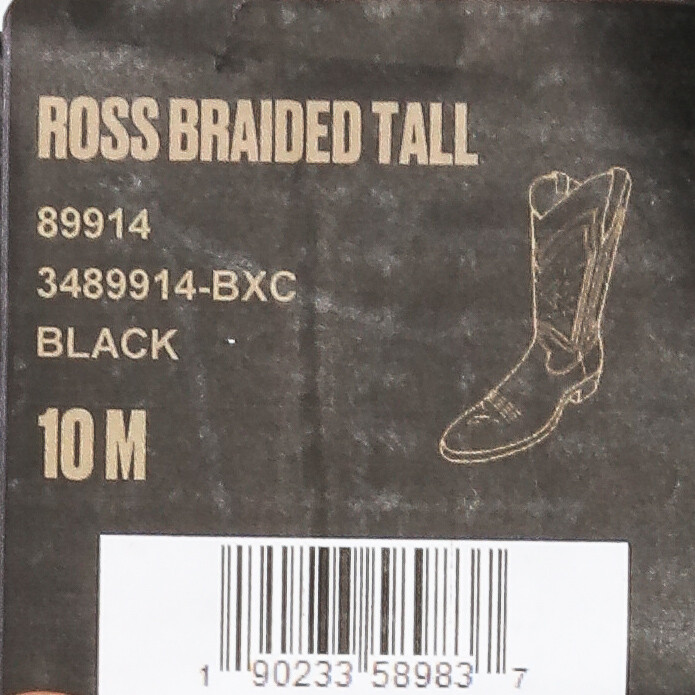 ROSS BRAIDED TALL
89914
3489914-BXC
BLACK
10 M
1 90233 58983 7